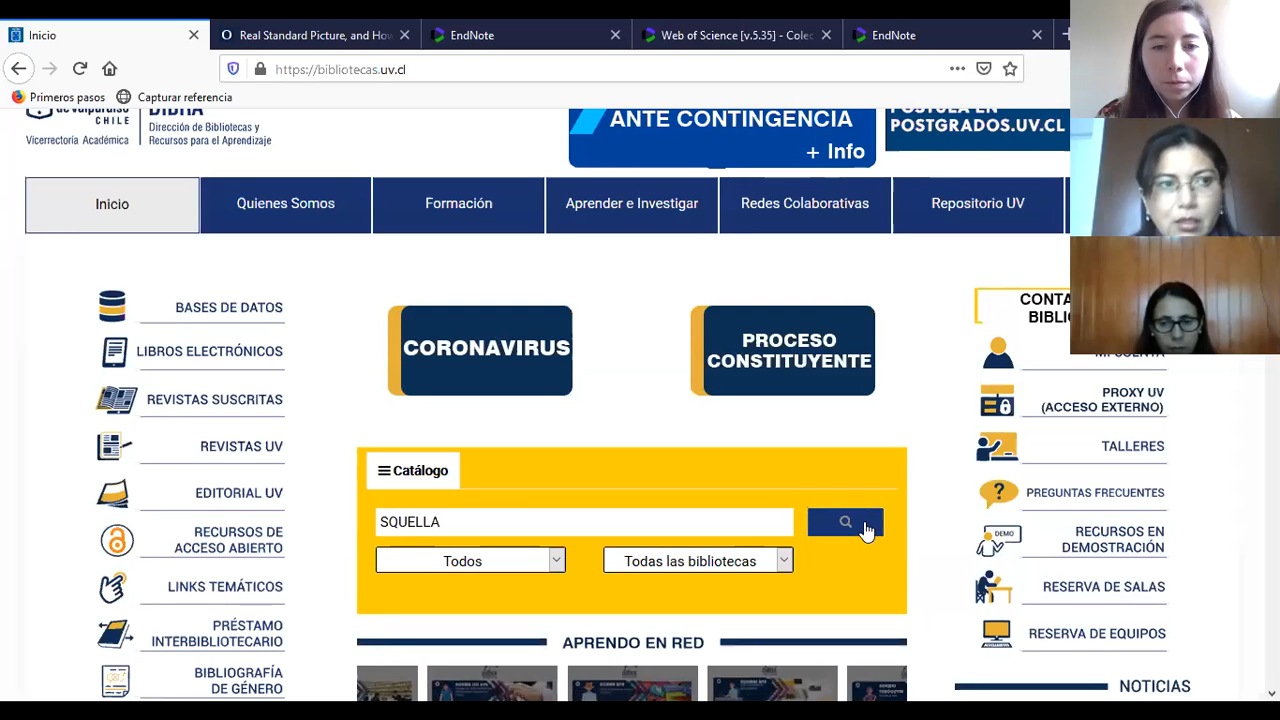 Inicio
Real Standard Picture, and Hov
EndNote
Web of Science [v.5.35] - Colec
EndNote
https://bibliotecas.uv.cl
Primeros pasos
Capturar referencia
CHILE
Vicerrectoría Académica
DIBRA
Dirección de Bibliotecas y
Recursos para el Aprendizaje
ANTE CONTINGENCIA
+ Info
POSTULA EN
POSTGRADOS.UV.CL
Inicio
Quienes Somos
Formación
Aprender e Investigar
Redes Colaborativas
Repositorio UV
BASES DE DATOS
LIBROS ELECTRÓNICOS
REVISTAS SUSCRITAS
REVISTAS UV
EDITORIAL UV
RECURSOS DE
ACCESO ABIERTO
LINKS TEMÁTICOS
PRÉSTAMO
INTERBIBLIOTECARIO
BIBLIOGRAFÍA
DE GÉNERO
CORONAVIRUS
PROCESO
CONSTITUYENTE
Catálogo
SQUELLA
Todos
Todas las bibliotecas
APRENDO EN RED
CONTA
BIBLI
MI CUENTA
PROXY UV
(ACCESO EXTERNO)
TALLERES
?
PREGUNTAS FRECUENTES
DEMO
RECURSOS EN
DEMOSTRACIÓN
RESERVA DE SALAS
RESERVA DE EQUIPOS
NOTICIAS